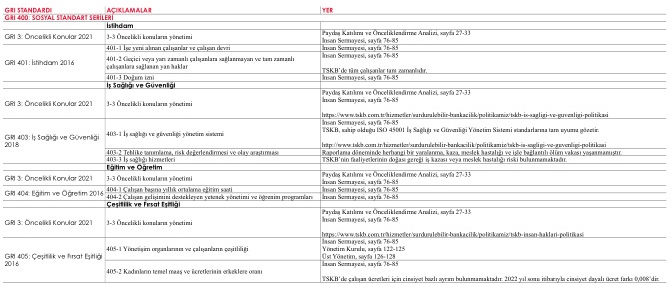 GRI STANDARDI AÇIKLAMALAR YER
GRI 400: SOSYAL STANDART SERİLERİ
İstihdam
GRI 3: Öncelikli Konular 2021 3-3 Öncelikli konuların yönetimi Paydaş Katılımı ve Önceliklendirme Analizi, sayfa 27-33
İnsan Sermayesi, sayfa 76-85
GRI 401: İstihdam 2016 401-1 İşe yeni alınan çalışanlar ve çalışan devri İnsan Sermayesi, sayfa 76-85
401-2 Geçici veya yarı zamanlı çalışanlara sağlanmayan ve tam zamanlı çalışanlara sağlanan yan haklar İnsan Sermayesi, sayfa 76-85
TSKB'de tüm çalışanlar tam zamanlıdır.
401-3 Doğum izni İnsan Sermayesi, sayfa 76-85
İş Sağlığı ve Güvenliği
GRI 3: Öncelikli Konular 2021 3-3 Öncelikli konuların yönetimi Paydaş Katılımı ve Önceliklendirme Analizi, sayfa 27-33
İnsan Sermayesi, sayfa 76-85
https://www.tskb.com.tr/hizmetler/surdurulebilir-bankacilik/politikamiz/tskb-is-sagligi-ve-guvenligi-politikasi
GRI 403: İş Sağlığı ve Güvenliği 2018 403-1 İş sağlığı ve güvenliği yönetim sistemi İnsan Sermayesi, sayfa 76-85
TSKB, sahip olduğu ISO 45001 İş Sağlığı ve Güvenliği Yönetim Sistemi standartlarına tam uyumu gözetir.
http://www.tskb.com.tr/hizmetler/surdurulebilir-bankacilik/politikamiz/tskb-is-sagligi-ve-guvenligi-politikasi
403-2 Tehlike tanımlama, risk değerlendirmesi ve olay araştırması Raporlama döneminde herhangi bir yaralanma, kaza, meslek hastalığı ve işle bağlantılı ölüm vakası yaşanmamıştır.
403-3 İş sağlığı hizmetleri TSKB'nin faaliyetlerinin doğası gereği iş kazası veya meslek hastalığı riski bulunmamaktadır.
Eğitim ve Öğretim
GRI 3: Öncelikli Konular 2021 3-3 Öncelikli konuların yönetimi Paydaş Katılımı ve Önceliklendirme Analizi, sayfa 27-33
İnsan Sermayesi, sayfa 76-85
GRI 404: Eğitim ve Öğretim 2016 404-1 Çalışan başına yıllık ortalama eğitim saati İnsan Sermayesi, sayfa 76-85
404-2 Çalışan gelişimini destekleyen yetenek yönetimi ve öğrenim programları İnsan Sermayesi, sayfa 76-85
Çeşitlilik ve Fırsat Eşitliği
GRI 3: Öncelikli Konular 2021 3-3 Öncelikli konuların yönetimi Paydaş Katılımı ve Önceliklendirme Analizi, sayfa 27-33
İnsan Sermayesi, sayfa 76-85
https://www.tskb.com.tr/hizmetler/surdurulebilir-bankacilik/politikamiz/tskb-insan-haklari-politikasi
GRI 405: Çeşitlilik ve Fırsat Eşitliği 2016 405-1 Yönetişim organlarının ve çalışanların çeşitliliği İnsan Sermayesi, sayfa 76-85
Yönetim Kurulu, sayfa 122-125
Üst Yönetim, sayfa 126-128
405-2 Kadınların temel maaş ve ücretlerinin erkeklere oranı İnsan Sermayesi, sayfa 76-85
TSKB'de çalışan ücretleri için cinsiyet bazlı ayrım bulunmamaktadır. 2022 yıl sonu itibarıyla cinsiyet dayalı ücret farkı 0,008'dir.